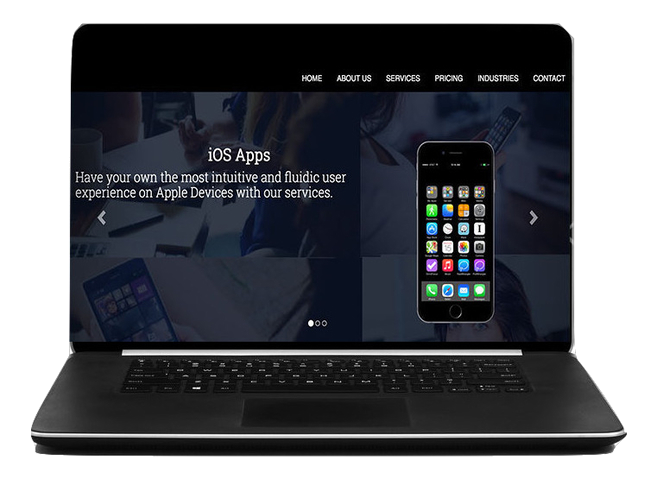 HOME ABOUT US SERVICES PRICING INDUSTRIES CONTACT
iOS Apps
Have your own the most intuitive and fluidic user
experience on Apple Devices with our services.